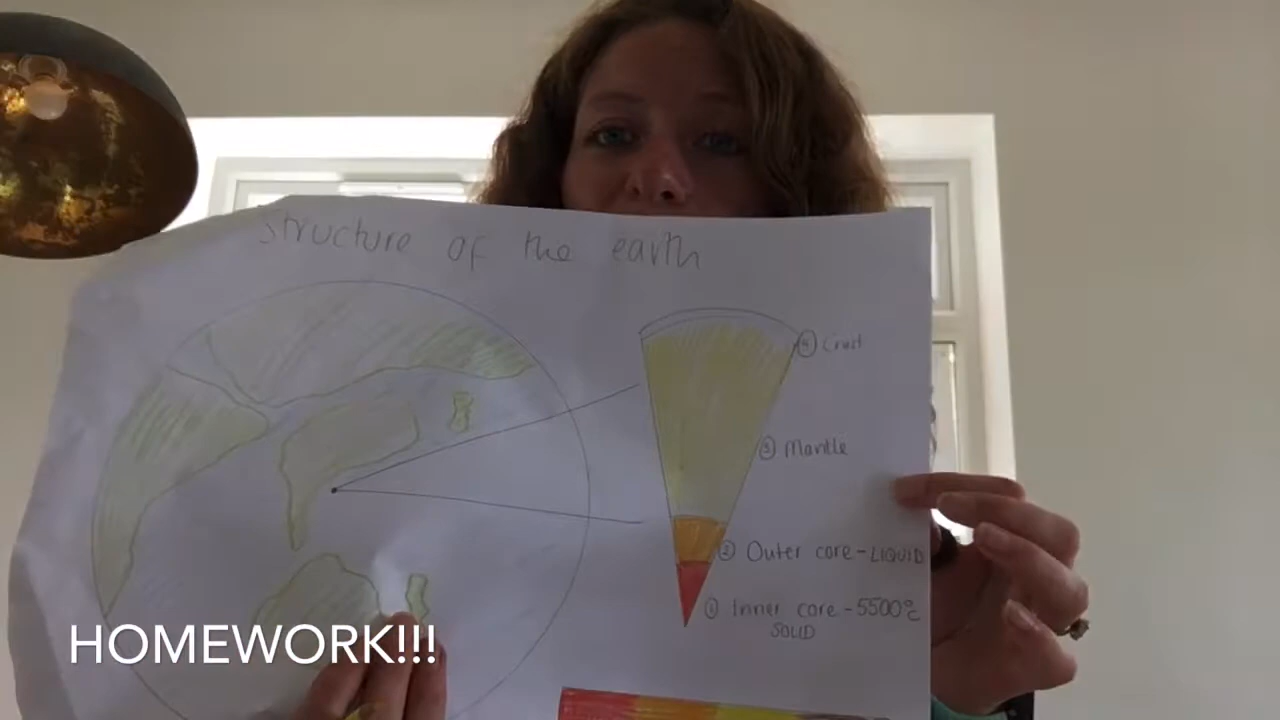 Structure of the earth
④ Crust
③ Mantle
② Outer core - LIQUID
① Inner core - 5500°c
SOLID
HOMEWORK!!!